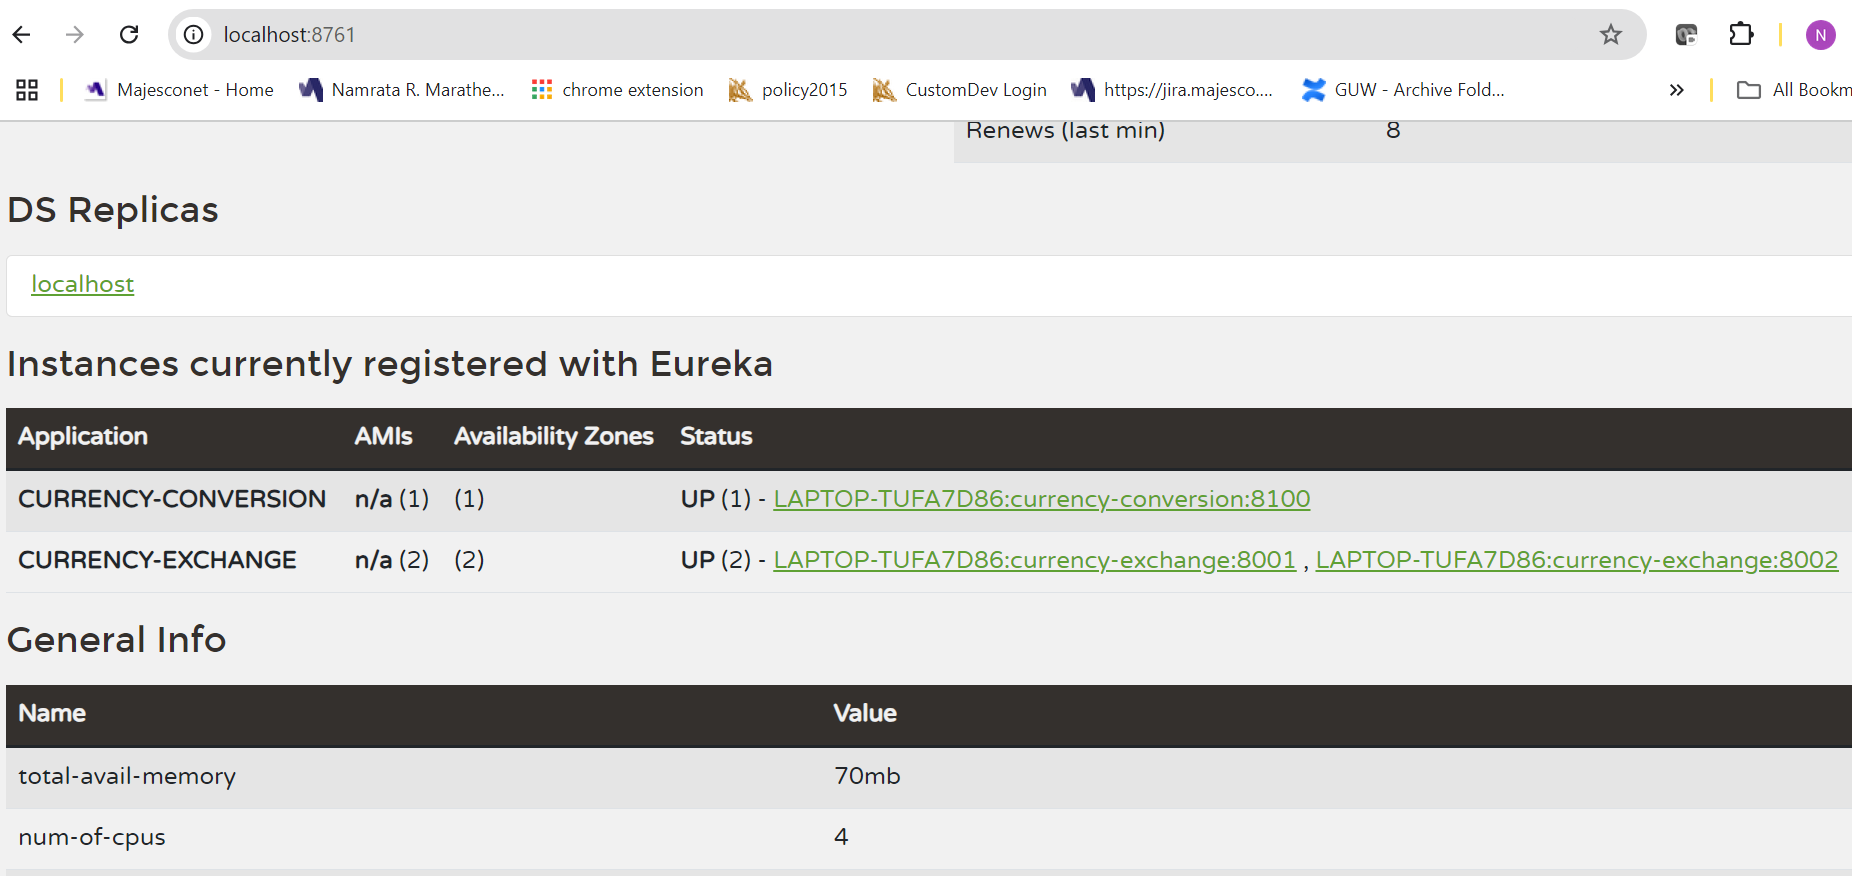 localhost:8761
N
Majesconet - Home Namrata R. Marathe... chrome extension policy2015 CustomDev Login https://jira.majesco.... GUW - Archive Fold... » All Bookm
Renews (last min) 8
DS Replicas
localhost
Instances currently registered with Eureka
Application AMIs Availability Zones Status
CURRENCY-CONVERSION n/a (1) (1) UP (1) - LAPTOP-TUFA7D86:currency-conversion:8100
CURRENCY-EXCHANGE n/a (2) (2) UP (2) - LAPTOP-TUFA7D86:currency-exchange:8001 , LAPTOP-TUFA7D86:currency-exchange:8002
General Info
Name Value
total-avail-memory 70mb
num-of-cpus 4